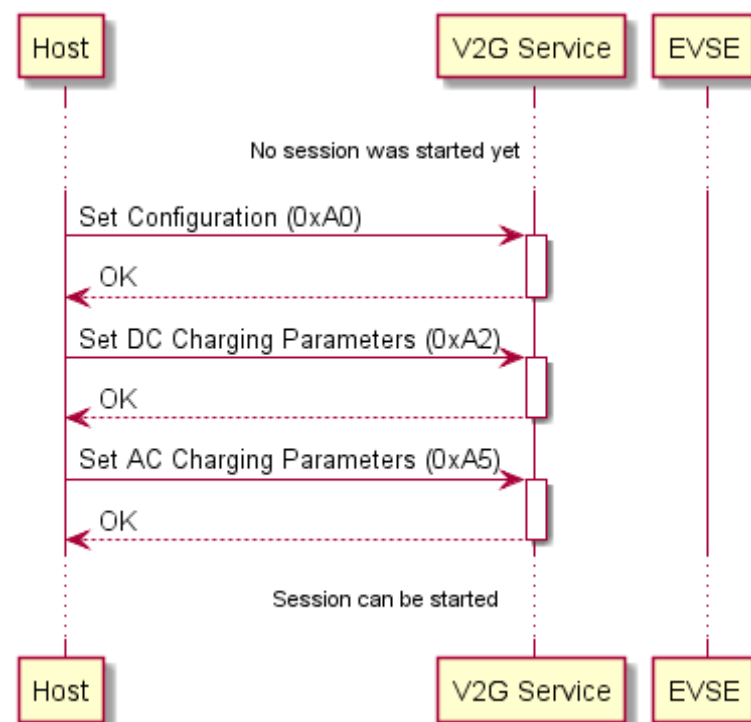 Host
V2G Service
EVSE
No session was started yet
Set Configuration (0xA0)
OK
Set DC Charging Parameters (0xA2)
OK
Set AC Charging Parameters (0xA5)
OK
Session can be started
Host
V2G Service
EVSE